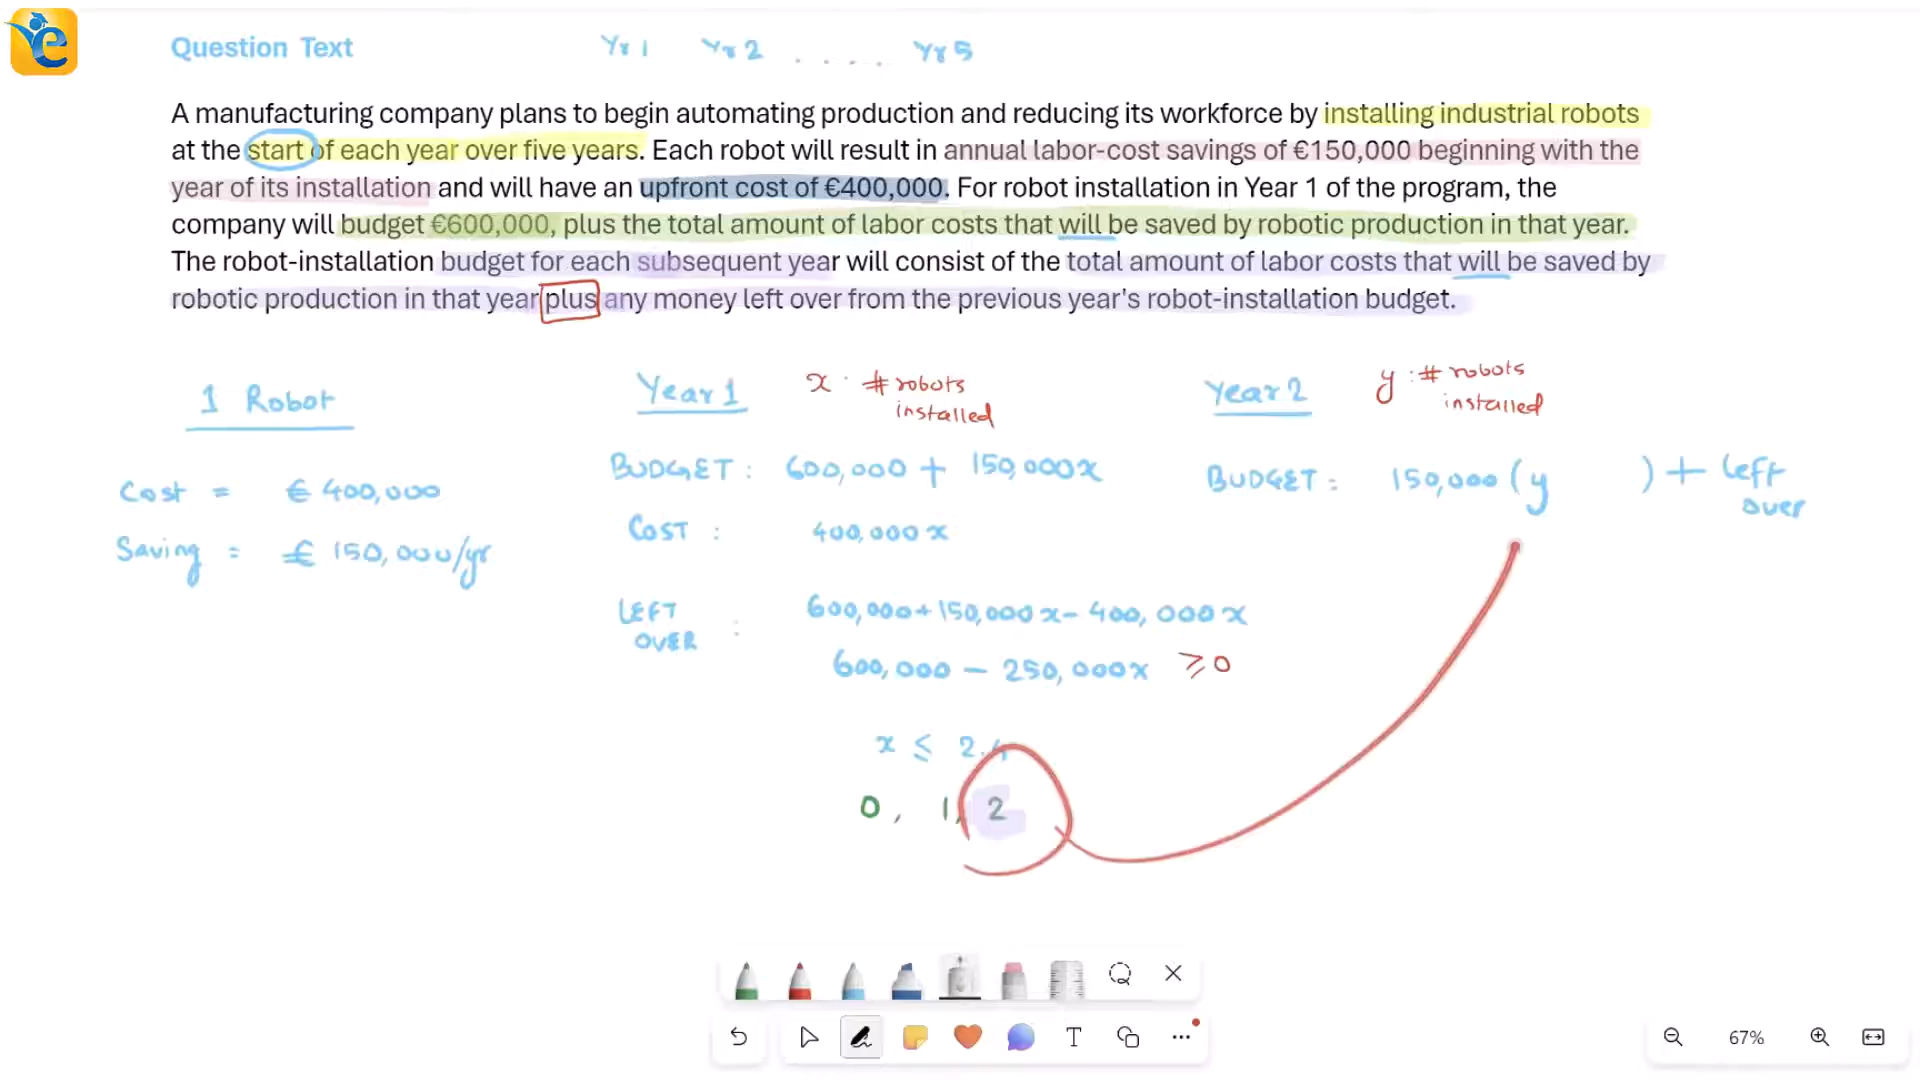 Question Text
Yr 1 Yr 2 ..... Yr 5
A manufacturing company plans to begin automating production and reducing its workforce by installing industrial robots
at the start of each year over five years. Each robot will result in annual labor-cost savings of €150,000 beginning with the
year of its installation and will have an upfront cost of €400,000. For robot installation in Year 1 of the program, the
company will budget €600,000, plus the total amount of labor costs that will be saved by robotic production in that year.
The robot-installation budget for each subsequent year will consist of the total amount of labor costs that will be saved by
robotic production in that year plus any money left over from the previous year's robot-installation budget.
1 Robot
Cost = € 400,000
Saving = € 150,000/yr
Year 1
x : # robots
installed
BUDGET : 600,000 + 150,000x
COST : 400,000x
LEFT
OVER :
600,000+150,000x - 400,000x
600,000 - 250,000x ≥ 0
x ≤ 2.4
0, 1, 2
Year 2
y : # robots
installed
BUDGET : 150,000 (y ) + left
over
67%